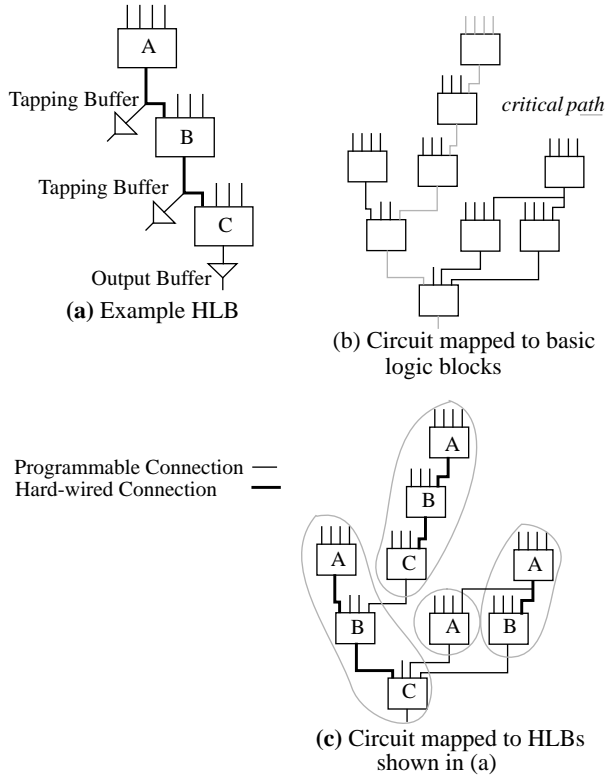 A
Tapping Buffer
B
Tapping Buffer
C
Output Buffer
(a) Example HLB
critical path
(b) Circuit mapped to basic
logic blocks
Programmable Connection
Hard-wired Connection
A
B
C
A
B
C
A
A
B
(c) Circuit mapped to HLBs
shown in (a)